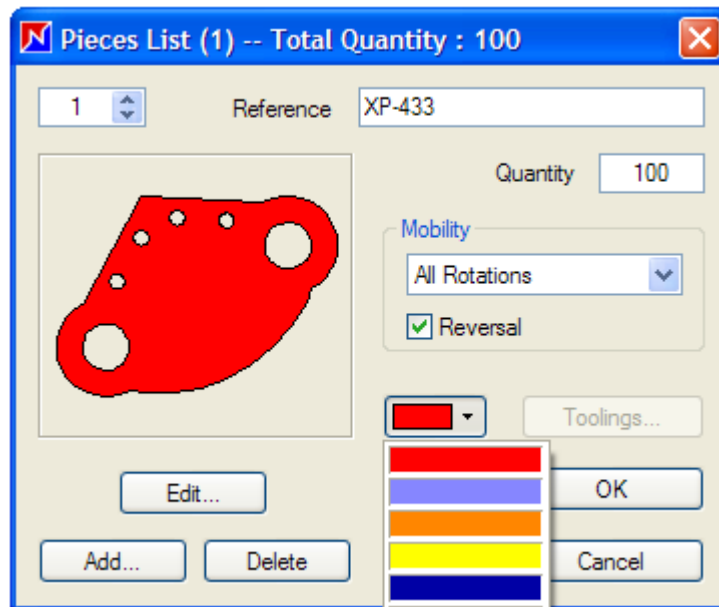 Pieces List (1) -- Total Quantity : 100
1
Reference
XP-433
Quantity
100
Mobility
All Rotations
Reversal
Toolings...
Edit...
OK
Add...
Delete
Cancel